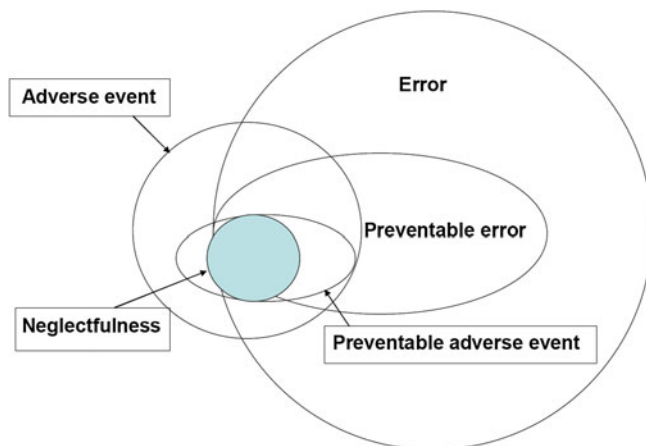 Error
Adverse event
Preventable error
Neglectfulness
Preventable adverse event